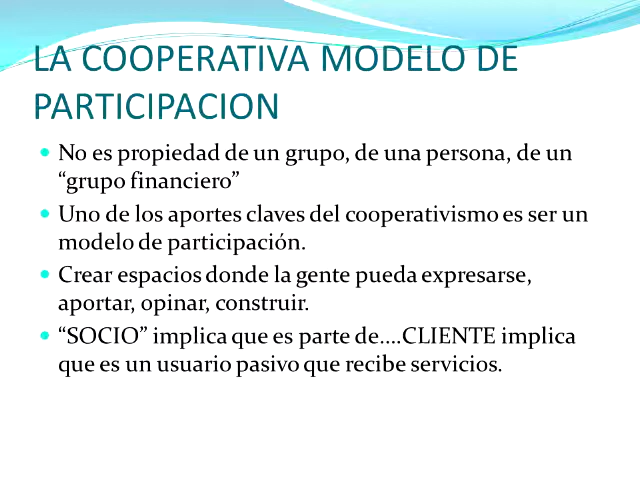 LA COOPERATIVA MODELO DE
PARTICIPACION
No es propiedad de un grupo, de una persona, de un
“grupo financiero”
Uno de los aportes claves del cooperativismo es ser un
modelo de participación.
Crear espacios donde la gente pueda expresarse,
aportar, opinar, construir.
“SOCIO” implica que es parte de....CLIENTE implica
que es un usuario pasivo que recibe servicios.